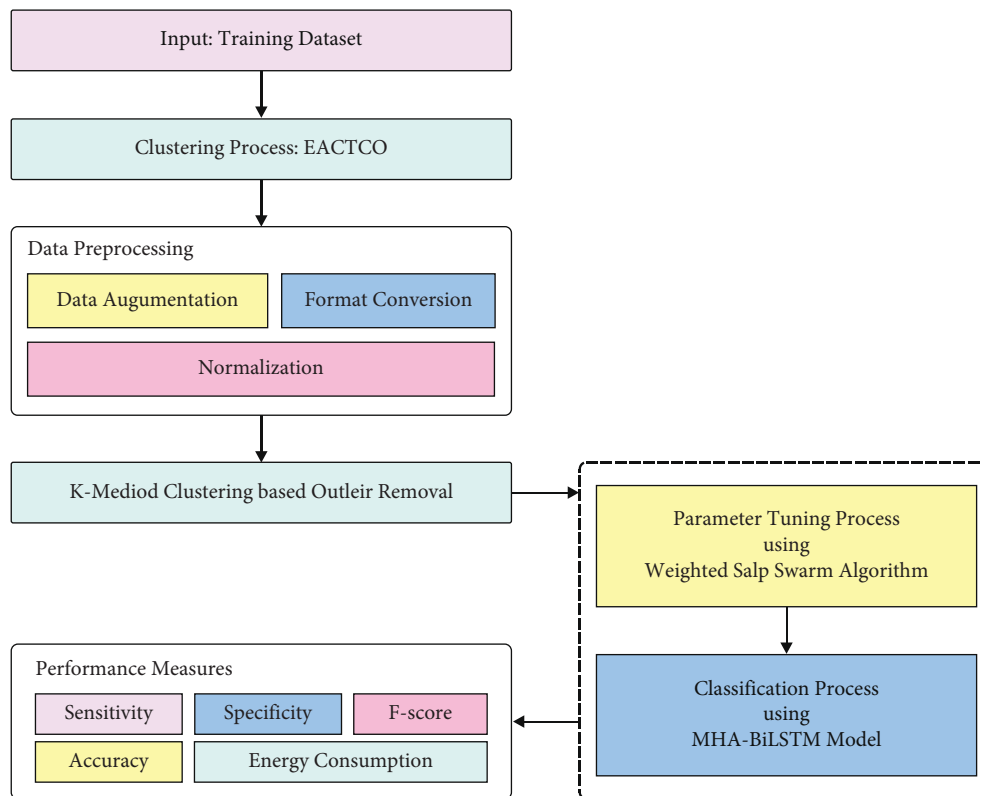 Input: Training Dataset
Clustering Process: EACTCO
Data Preprocessing
Data Augumentation
Format Conversion
Normalization
K-Mediod Clustering based Outleir Removal
Parameter Tuning Process
using
Weighted Salp Swarm Algorithm
Classification Process
using
MHA-BiLSTM Model
Performance Measures
Sensitivity
Specificity
F-score
Accuracy
Energy Consumption